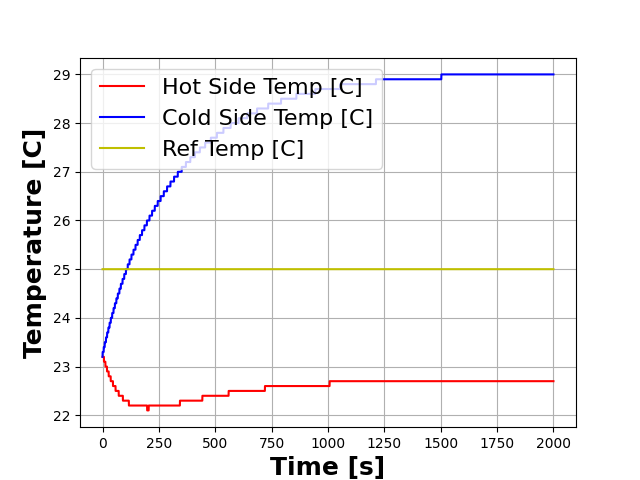 Hot Side Temp [C]
Cold Side Temp [C]
Ref Temp [C]
Temperature [C]
29
28
27
26
25
24
23
22
0 250 500 750 1000 1250 1500 1750 2000
Time [s]